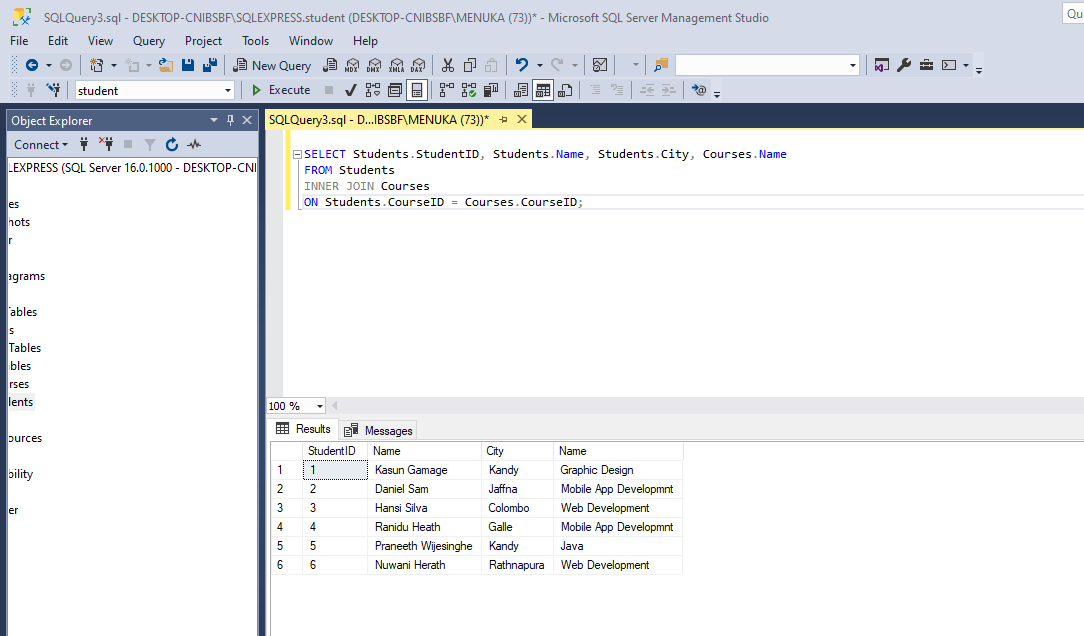 SQLQuery3.sql - DESKTOP-CNIBSBF\SQLEXPRESS.student (DESKTOP-CNIBSBF\MENUKA (73))* - Microsoft SQL Server Management Studio
Qu
File Edit View Query Project Tools Window Help
New Query MDX DMX XMLA DAX
student Execute
Object Explorer
SQLQuery3.sql - D...IBSBF\MENUKA (73))*
Connect
LEXPRESS (SQL Server 16.0.1000 - DESKTOP-CNI
es
hots
r
agrams
Tables
s
Tables
bles
rses
dents
ources
bility
er
SELECT Students.StudentID, Students.Name, Students.City, Courses.Name
FROM Students
INNER JOIN Courses
ON Students.CourseID = Courses.CourseID;
100 %
Results Messages
StudentID Name City Name
1 1 Kasun Gamage Kandy Graphic Design
2 2 Daniel Sam Jaffna Mobile App Developmnt
3 3 Hansi Silva Colombo Web Development
4 4 Ranidu Heath Galle Mobile App Developmnt
5 5 Praneeth Wijesinghe Kandy Java
6 6 Nuwani Herath Rathnapura Web Development